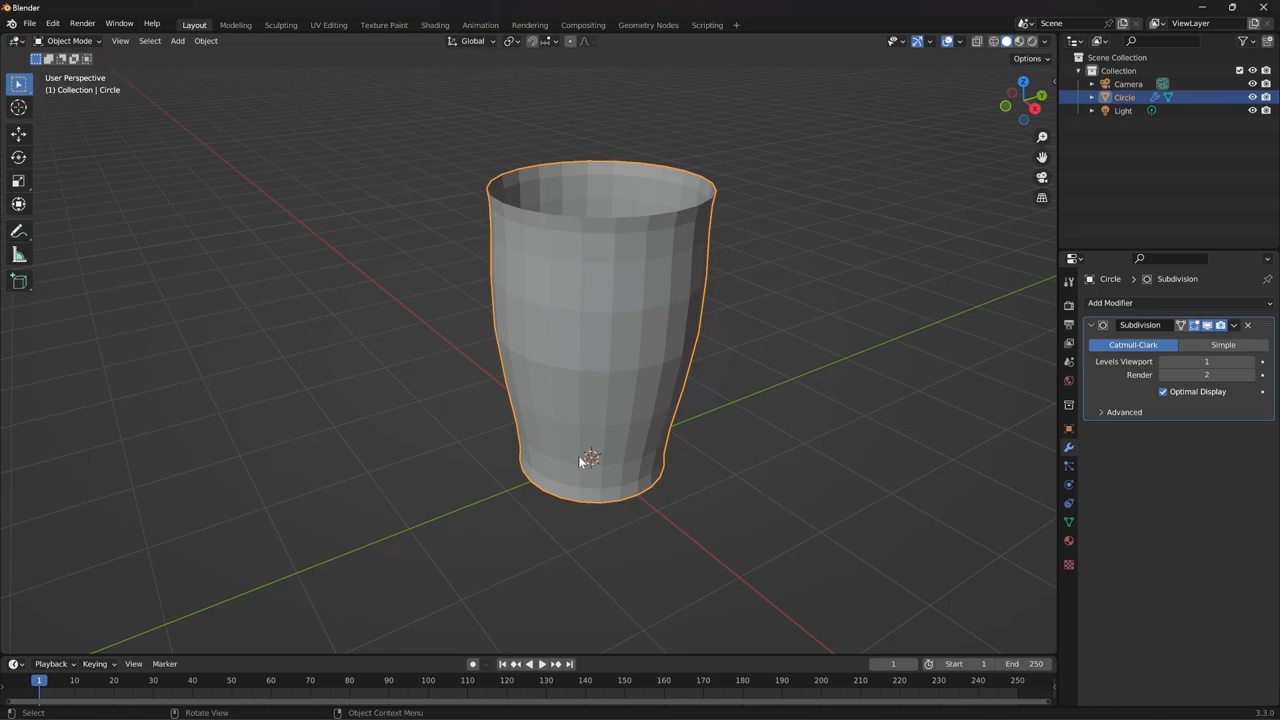 Blender
File Edit Render Window Help
Layout Modeling Sculpting UV Editing Texture Paint Shading Animation Rendering Compositing Geometry Nodes Scripting +
Scene
ViewLayer
Object Mode View Select Add Object
Global
Options
User Perspective
(1) Collection | Circle
X
Y
Z
Scene Collection
Collection
Camera
Circle
Light
Circle > Subdivision
Add Modifier
Subdivision
Catmull-Clark Simple
Levels Viewport 1
Render 2
Optimal Display
Advanced
Playback Keying View Marker
1 Start 1 End 250
1 10 20 30 40 50 60 70 80 90 100 110 120 130 140 150 160 170 180 190 200 210 220 230 240 250
Select Rotate View Object Context Menu 3.3.0